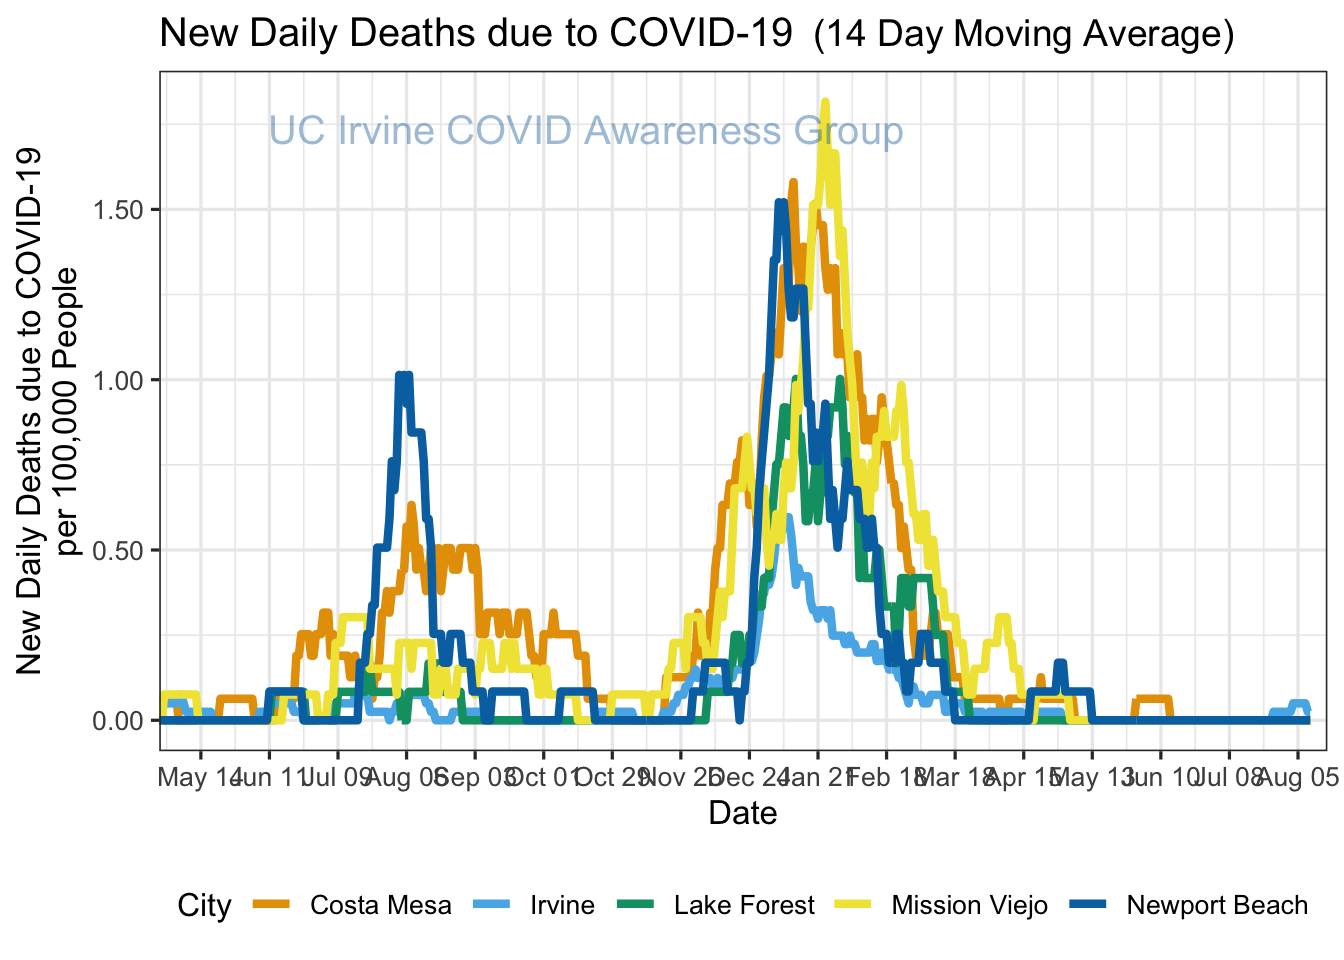 New Daily Deaths due to COVID-19 (14 Day Moving Average)
UC Irvine COVID Awareness Group
New Daily Deaths due to COVID-19
per 100,000 People
1.50
1.00
0.50
0.00
May 14 Jun 11 Jul 09 Aug 06 Sep 03 Oct 01 Oct 29 Nov 26 Dec 24 Jan 21 Feb 18 Mar 18 Apr 15 May 13 Jun 10 Jul 08 Aug 05
Date
City Costa Mesa Irvine Lake Forest Mission Viejo Newport Beach